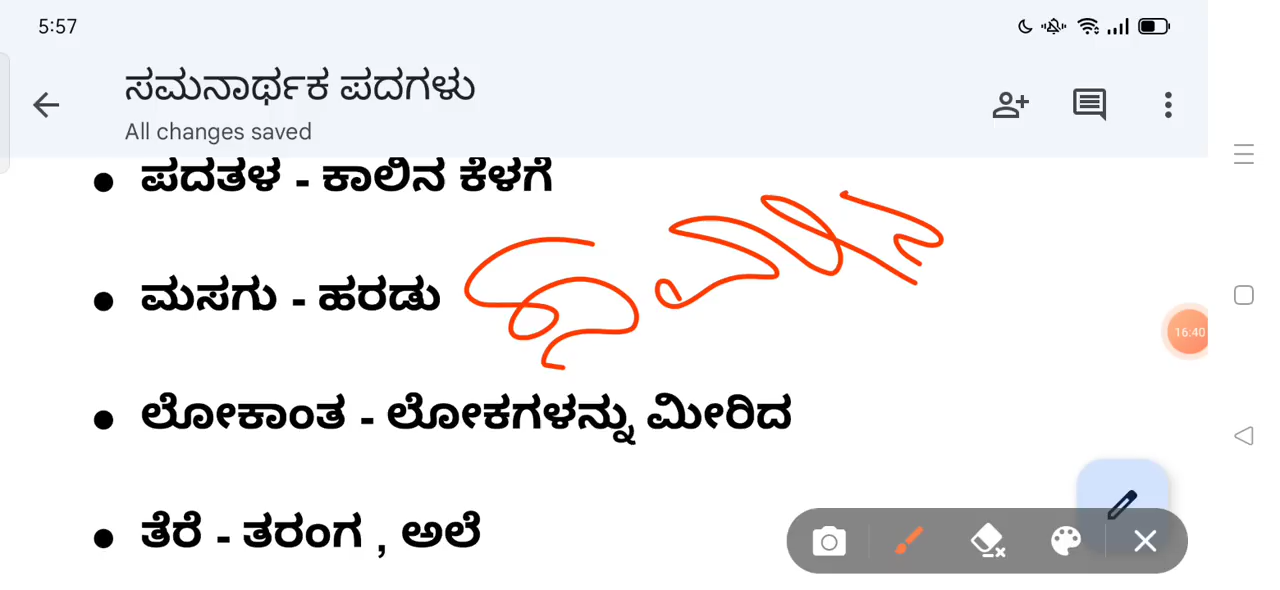 5:57
ಸಮನಾರ್ಥಕ ಪದಗಳು
All changes saved
• ಪದತಳ - ಕಾಲಿನ ಕೆಳಗೆ
• ಮಸಗು - ಹರಡು
16:40
• ಲೋಕಾಂತ - ಲೋಕಗಳನ್ನು ಮೀರಿದ
• ತೆರೆ - ತರಂಗ , ಅಲೆ